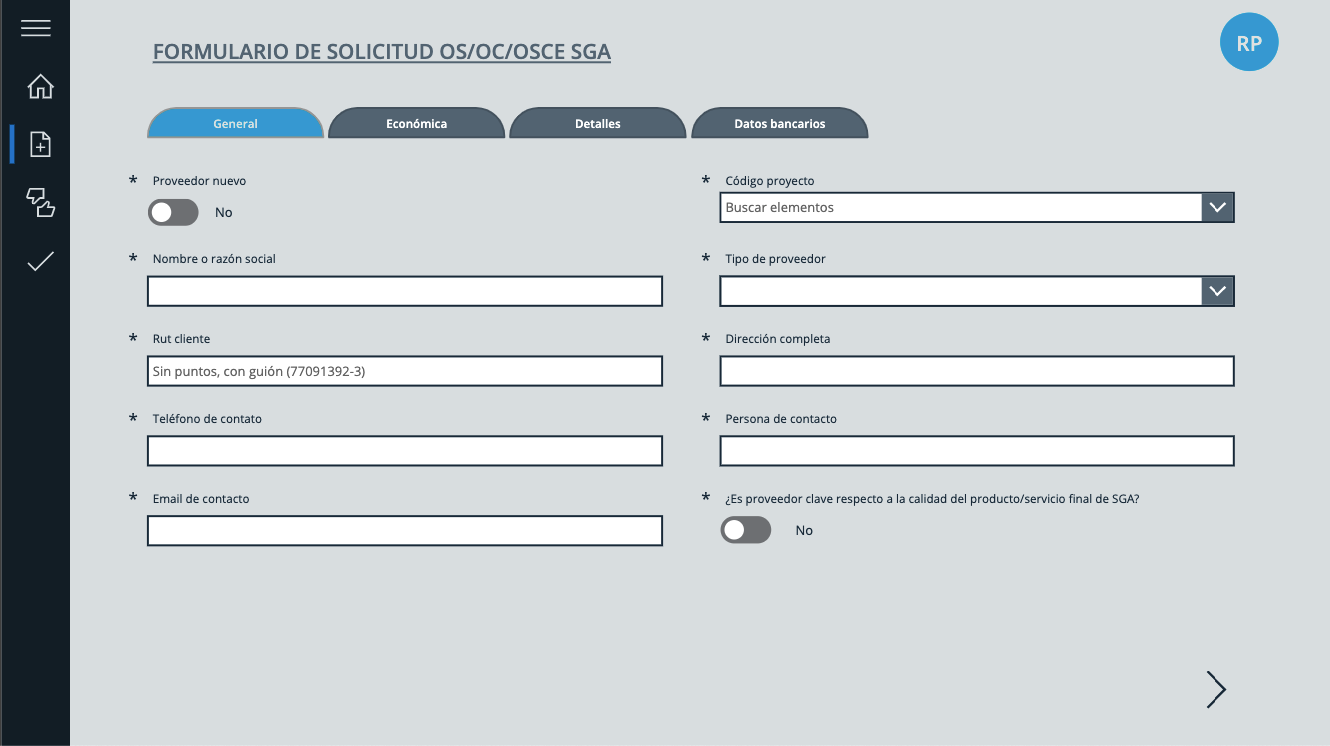 FORMULARIO DE SOLICITUD OS/OC/OSCE SGA
RP
General
Económica
Detalles
Datos bancarios
* Proveedor nuevo
No
* Código proyecto
Buscar elementos
* Nombre o razón social
* Tipo de proveedor
* Rut cliente
Sin puntos, con guión (77091392-3)
* Dirección completa
* Teléfono de contato
* Persona de contacto
* Email de contacto
* ¿Es proveedor clave respecto a la calidad del producto/servicio final de SGA?
No